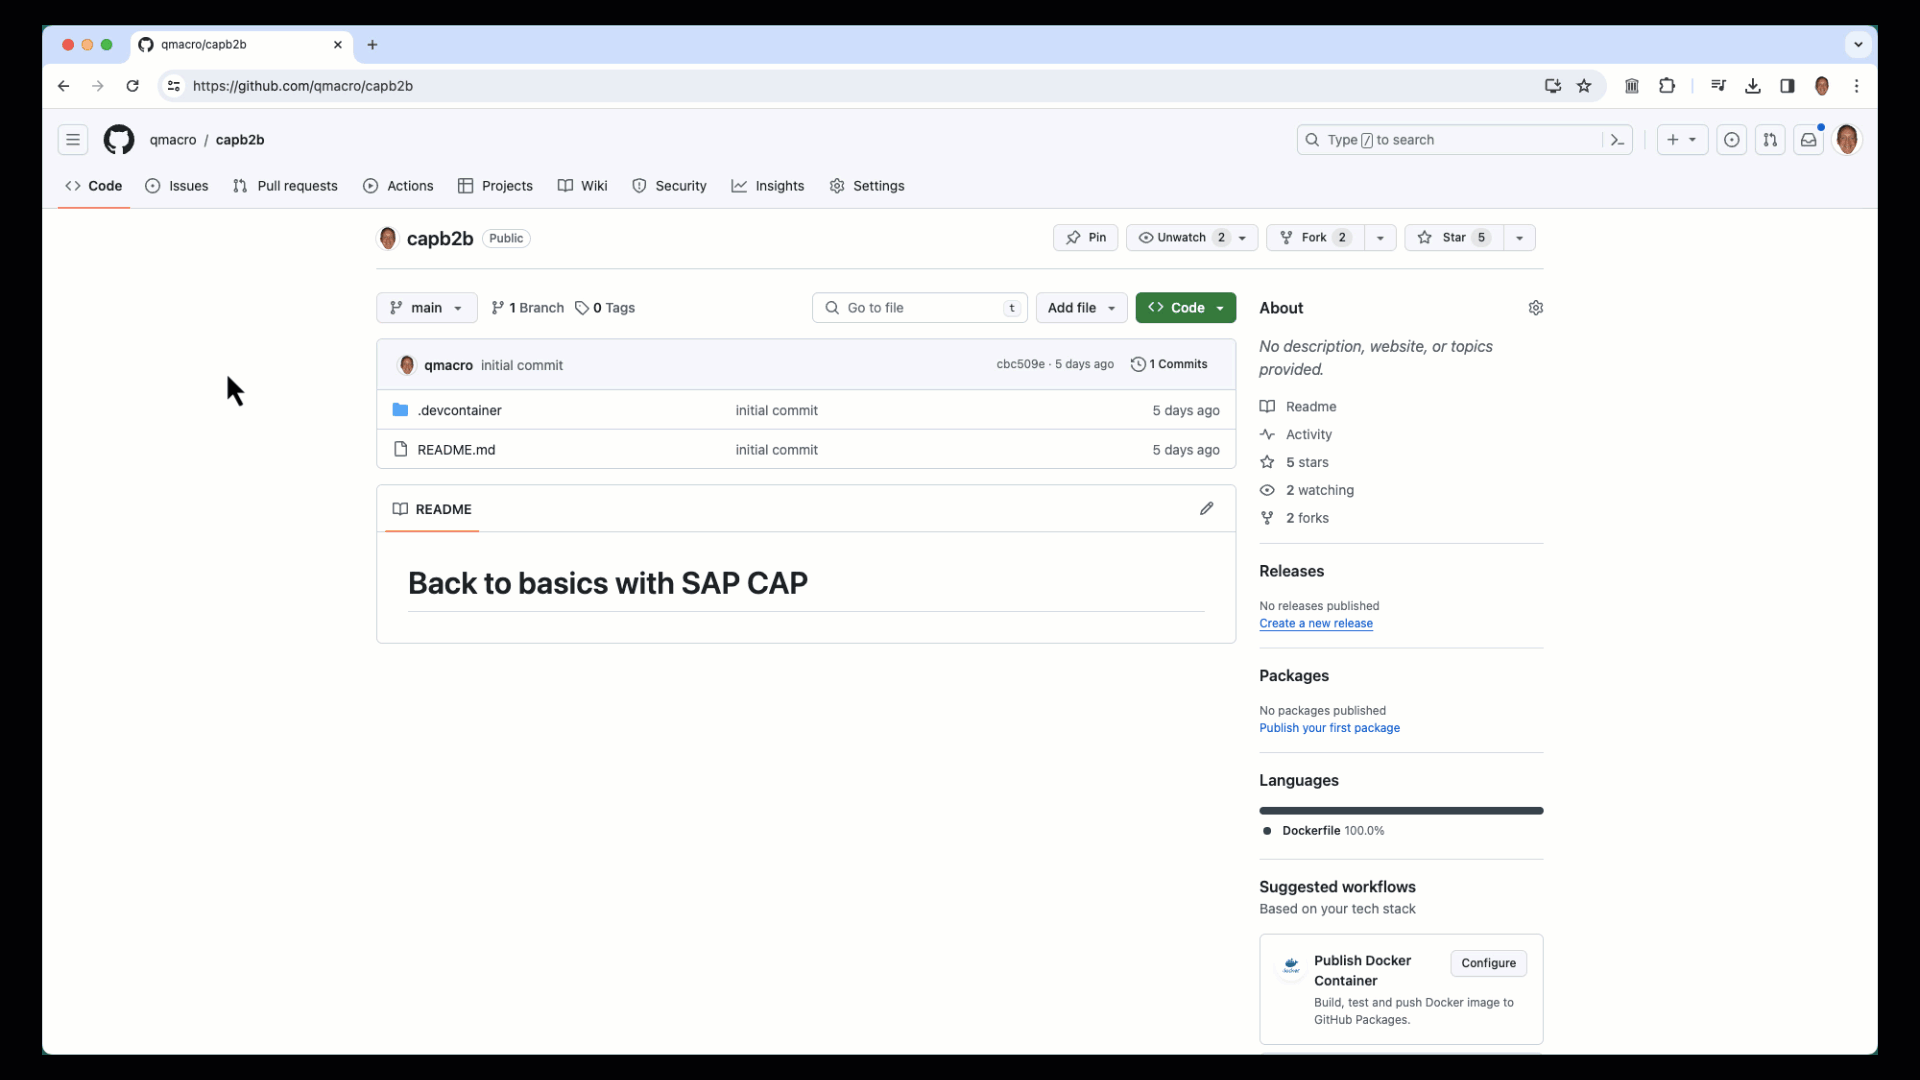 qmacro/capb2b
https://github.com/qmacro/capb2b
qmacro / capb2b
Type / to search
Code Issues Pull requests Actions Projects Wiki Security Insights Settings
capb2b Public
Pin Unwatch 2 Fork 2 Star 5
main 1 Branch 0 Tags Go to file t Add file Code
qmacro initial commit cbc509e · 5 days ago 1 Commits
.devcontainer initial commit 5 days ago
README.md initial commit 5 days ago
README
Back to basics with SAP CAP
About
No description, website, or topics
provided.
Readme
Activity
5 stars
2 watching
2 forks
Releases
No releases published
Create a new release
Packages
No packages published
Publish your first package
Languages
Dockerfile 100.0%
Suggested workflows
Based on your tech stack
Publish Docker
Container
Configure
Build, test and push Docker image to
GitHub Packages.